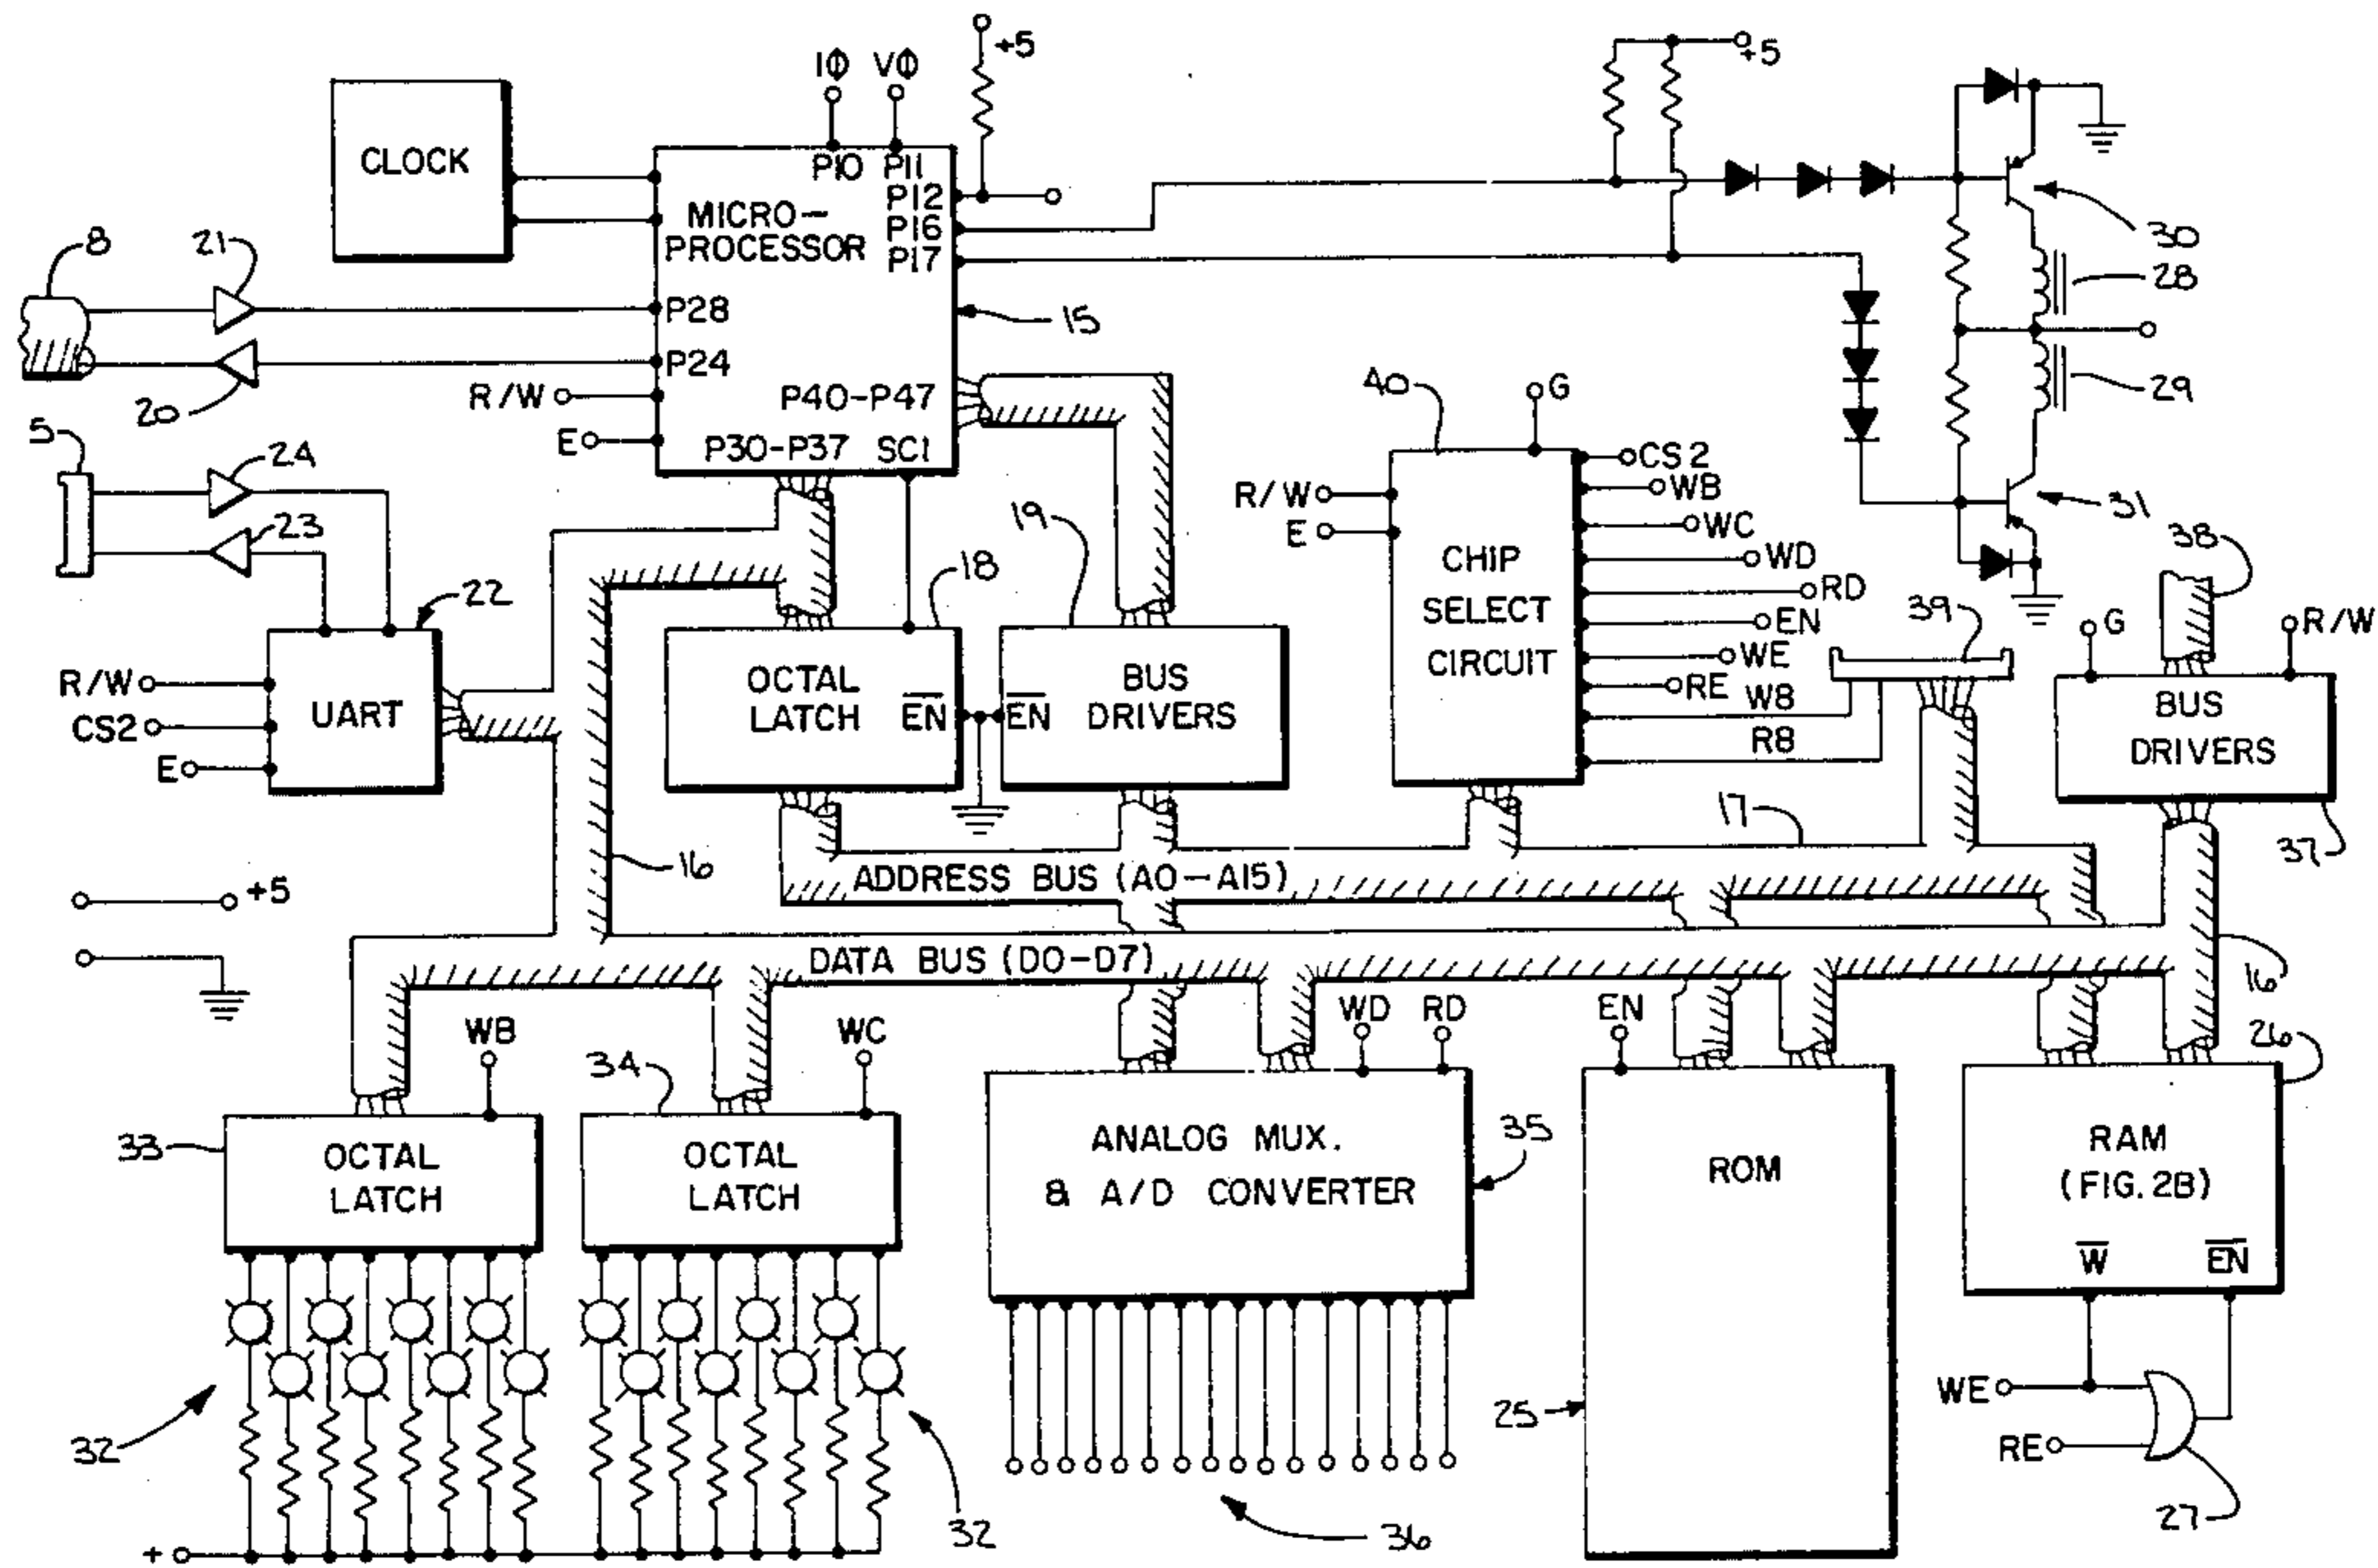 +5
IΦ VΦ
+5
CLOCK
P10 P11
P12
P16
P17
MICRO-
PROCESSOR
8
21
P28
P24
20
R/W
E
P40-P47
P30-P37 SC1
15
30
28
29
31
5
24
23
22
R/W
CS2
E
UART
18
OCTAL
LATCH
EN
19
BUS
DRIVERS
EN
40
G
R/W
E
CHIP
SELECT
CIRCUIT
CS2
WB
WC
WD
RD
EN
WE
RE
W8
R8
39
38
G
R/W
BUS
DRIVERS
37
17
16
ADDRESS BUS (A0-A15)
+5
DATA BUS (D0-D7)
16
WB
33
OCTAL
LATCH
34
WC
OCTAL
LATCH
WD RD
ANALOG MUX.
& A/D CONVERTER
35
EN
ROM
25
26
RAM
(FIG. 2B)
W EN
WE
RE
27
32
32
36
+